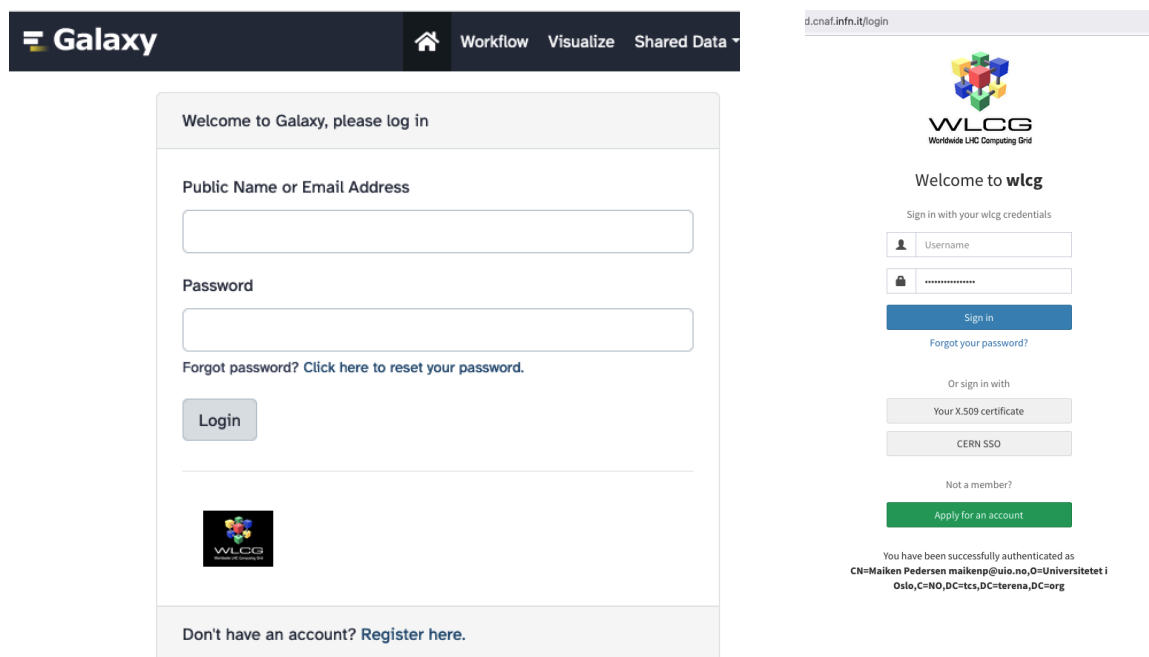 Galaxy
Workflow Visualize Shared Data
Welcome to Galaxy, please log in
Public Name or Email Address
Password
Forgot password? Click here to reset your password.
Login
WLCG
Worldwide LHC Computing Grid
Don't have an account? Register here.
d.cnaf.infn.it/login
WLCG
Worldwide LHC Computing Grid
Welcome to wlcg
Sign in with your wlcg credentials
Username
Sign in
Forgot your password?
Or sign in with
Your X.509 certificate
CERN SSO
Not a member?
Apply for an account
You have been successfully authenticated as
CN=Maiken Pedersen maikenp@uio.no,O=Universitetet i
Oslo,C=NO,DC=tcs,DC=terena,DC=org